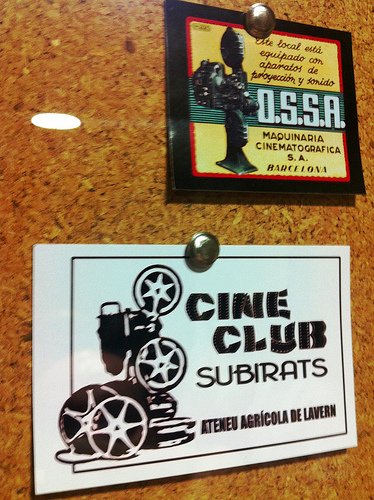 Este local está
equipado con
aparatos de
proyección y sonido
O.S.S.A.
MAQUINARIA
CINEMATOGRAFICA
S. A.
BARCELONA
CINE
CLUB
SUBIRATS
ATENEU AGRÍCOLA DE LAVERN